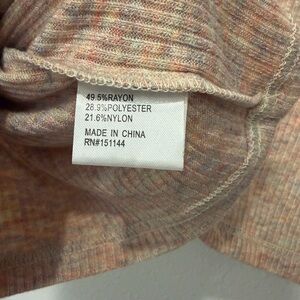 49.5%RAYON
28.9%POLYESTER
21.6%NYLON
MADE IN CHINA
RN#151144